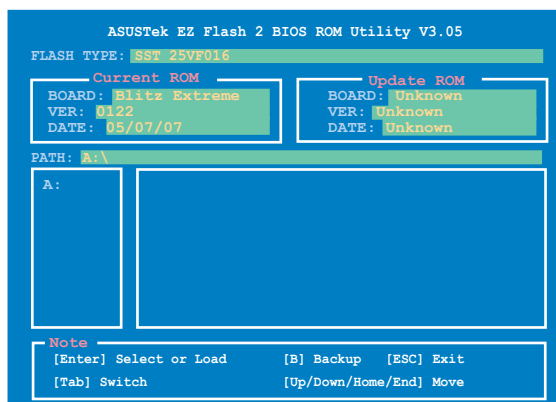 ASUSTek EZ Flash 2 BIOS ROM Utility V3.05
FLASH TYPE: SST 25VF016
Current ROM
BOARD: Blitz Extreme
VER: 0122
DATE: 05/07/07
Update ROM
BOARD: Unknown
VER: Unknown
DATE: Unknown
PATH: A:\
A:
Note
[Enter] Select or Load [B] Backup [ESC] Exit
[Tab] Switch [Up/Down/Home/End] Move